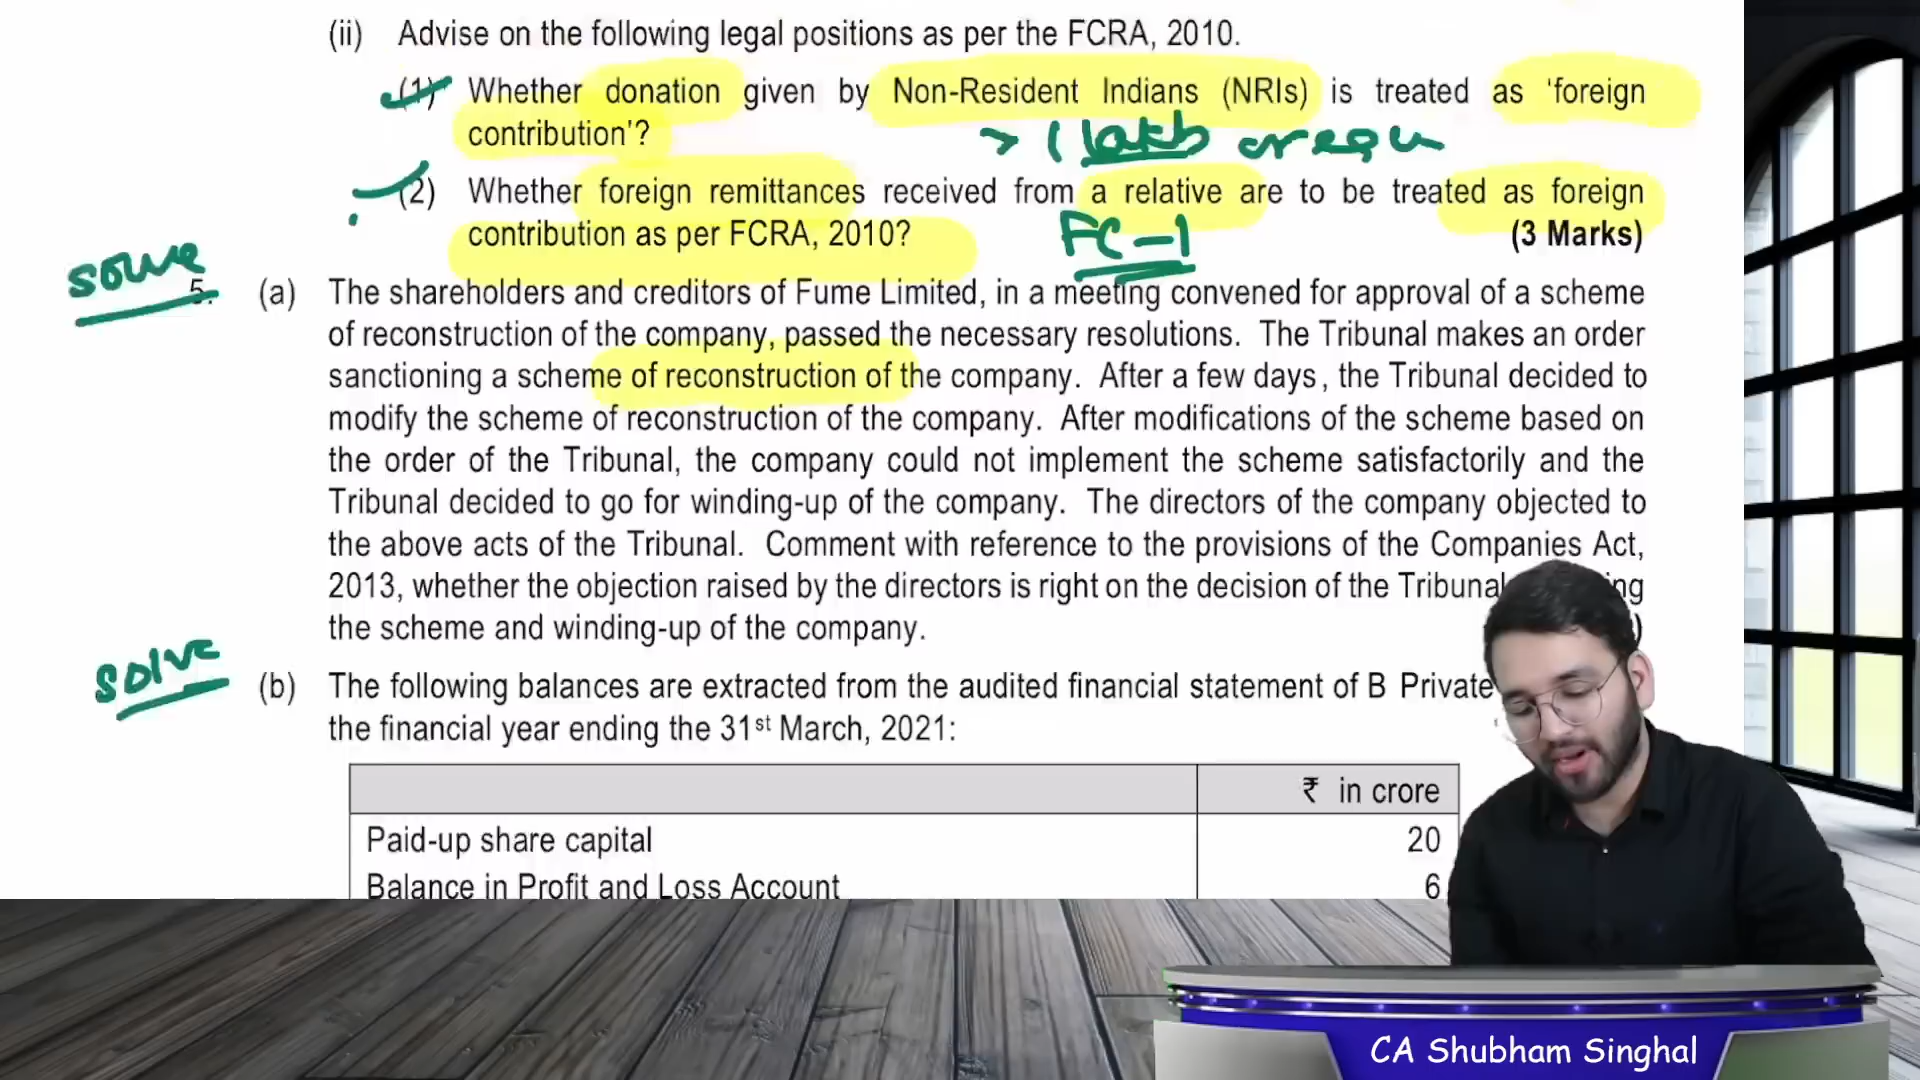 (ii) Advise on the following legal positions as per the FCRA, 2010.
(1) Whether donation given by Non-Resident Indians (NRIs) is treated as 'foreign
contribution'?
> 1 lakh or equ
(2) Whether foreign remittances received from a relative are to be treated as foreign
contribution as per FCRA, 2010?
FC-1
(3 Marks)
solve
5. (a) The shareholders and creditors of Fume Limited, in a meeting convened for approval of a scheme
of reconstruction of the company, passed the necessary resolutions. The Tribunal makes an order
sanctioning a scheme of reconstruction of the company. After a few days, the Tribunal decided to
modify the scheme of reconstruction of the company. After modifications of the scheme based on
the order of the Tribunal, the company could not implement the scheme satisfactorily and the
Tribunal decided to go for winding-up of the company. The directors of the company objected to
the above acts of the Tribunal. Comment with reference to the provisions of the Companies Act,
2013, whether the objection raised by the directors is right on the decision of the Tribunal
the scheme and winding-up of the company.
solve
(b) The following balances are extracted from the audited financial statement of B Private
the financial year ending the 31st March, 2021:
₹ in crore
Paid-up share capital 20
Balance in Profit and Loss Account 6
CA Shubham Singhal